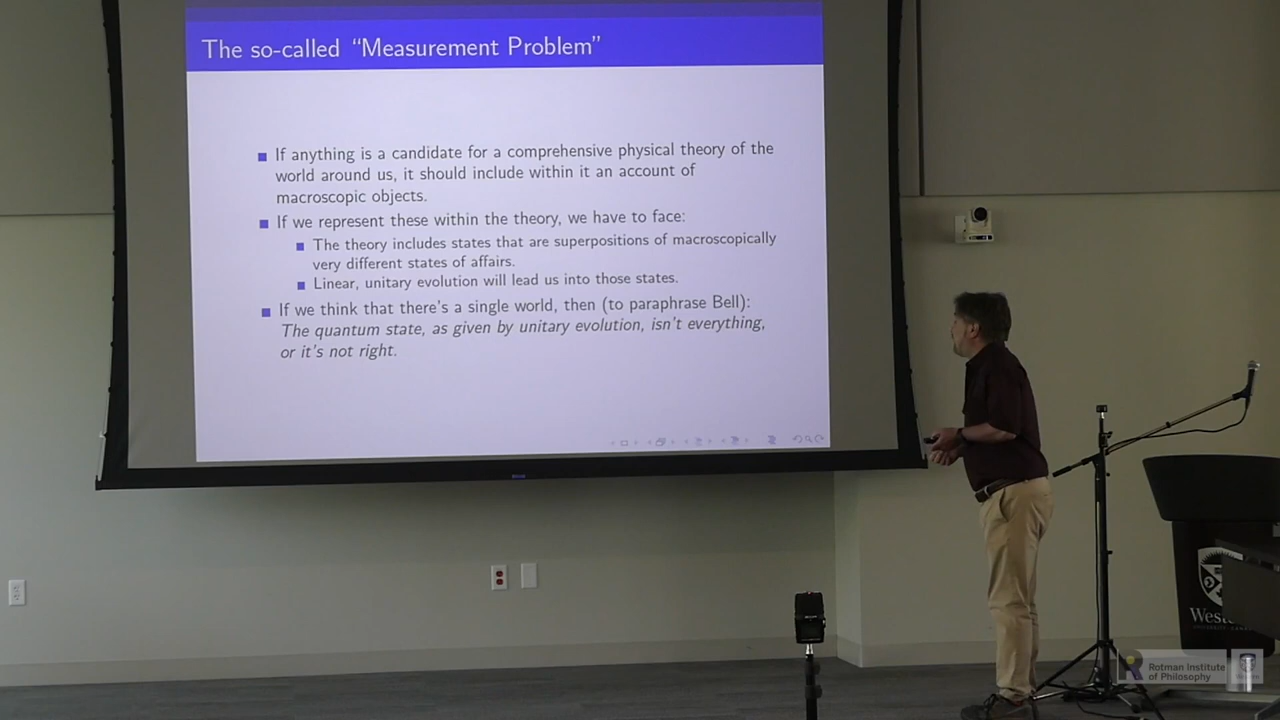 The so-called “Measurement Problem”
If anything is a candidate for a comprehensive physical theory of the
world around us, it should include within it an account of
macroscopic objects.
If we represent these within the theory, we have to face:
The theory includes states that are superpositions of macroscopically
very different states of affairs.
Linear, unitary evolution will lead us into those states.
If we think that there's a single world, then (to paraphrase Bell):
The quantum state, as given by unitary evolution, isn't everything,
or it's not right.
Rotman Institute
of Philosophy